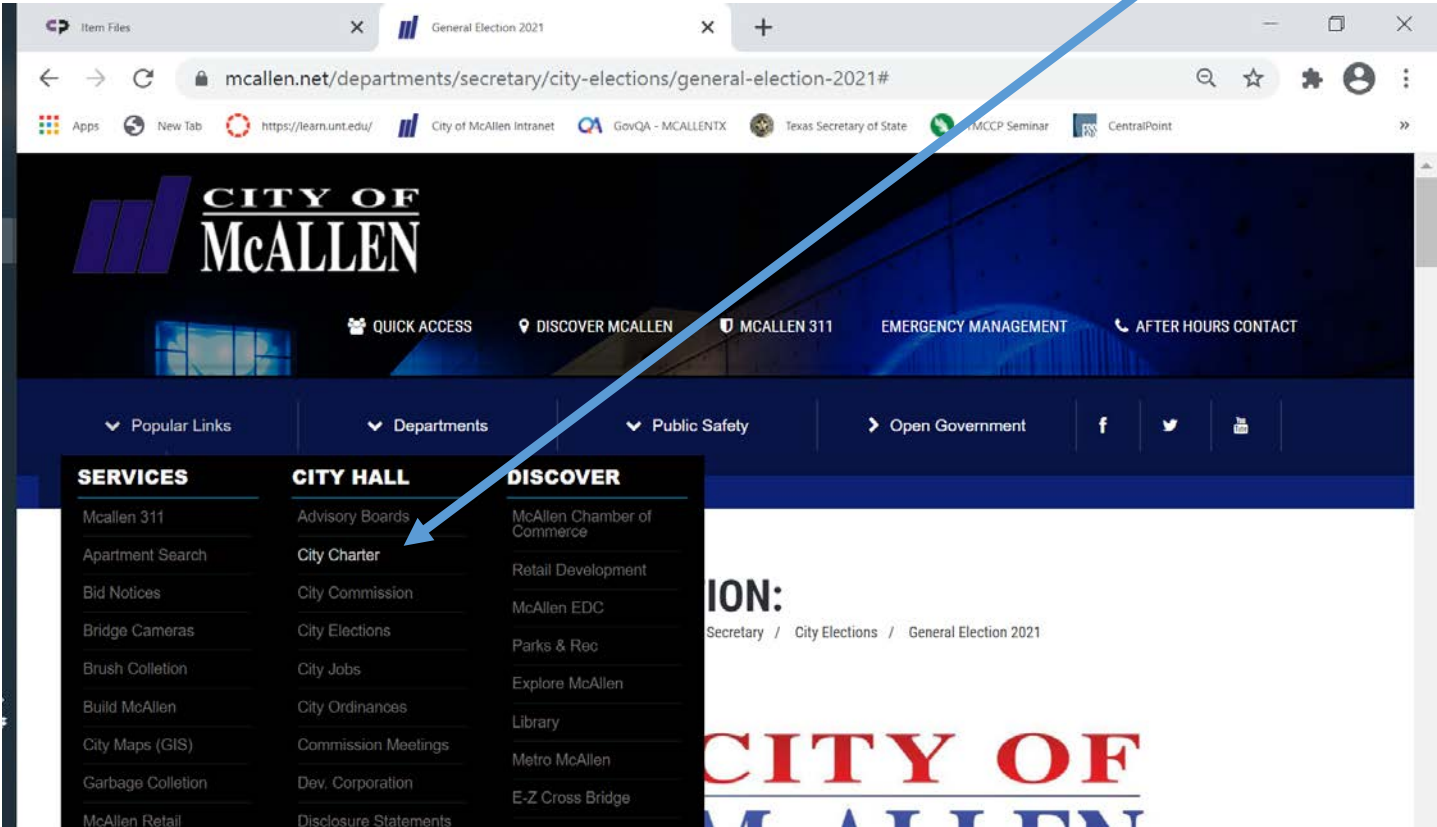 Item Files
General Election 2021
mcallen.net/departments/secretary/city-elections/general-election-2021#
Apps New Tab https://learn.unt.edu/ City of McAllen Intranet GovQA - MCALLENTX Texas Secretary of State TMCCP Seminar CentralPoint »
CITY OF
McALLEN
QUICK ACCESS DISCOVER MCALLEN MCALLEN 311 EMERGENCY MANAGEMENT AFTER HOURS CONTACT
Popular Links Departments Public Safety Open Government
SERVICES
Mcallen 311
Apartment Search
Bid Notices
Bridge Cameras
Brush Colletion
Build McAllen
City Maps (GIS)
Garbage Colletion
McAllen Retail
CITY HALL
Advisory Boards
City Charter
City Commission
City Elections
City Jobs
City Ordinances
Commission Meetings
Dev. Corporation
Disclosure Statements
DISCOVER
McAllen Chamber of
Commerce
Retail Development
McAllen EDC
Parks & Rec
Explore McAllen
Library
Metro McAllen
E-Z Cross Bridge
ION:
Secretary / City Elections / General Election 2021
CITY OF
McALLEN